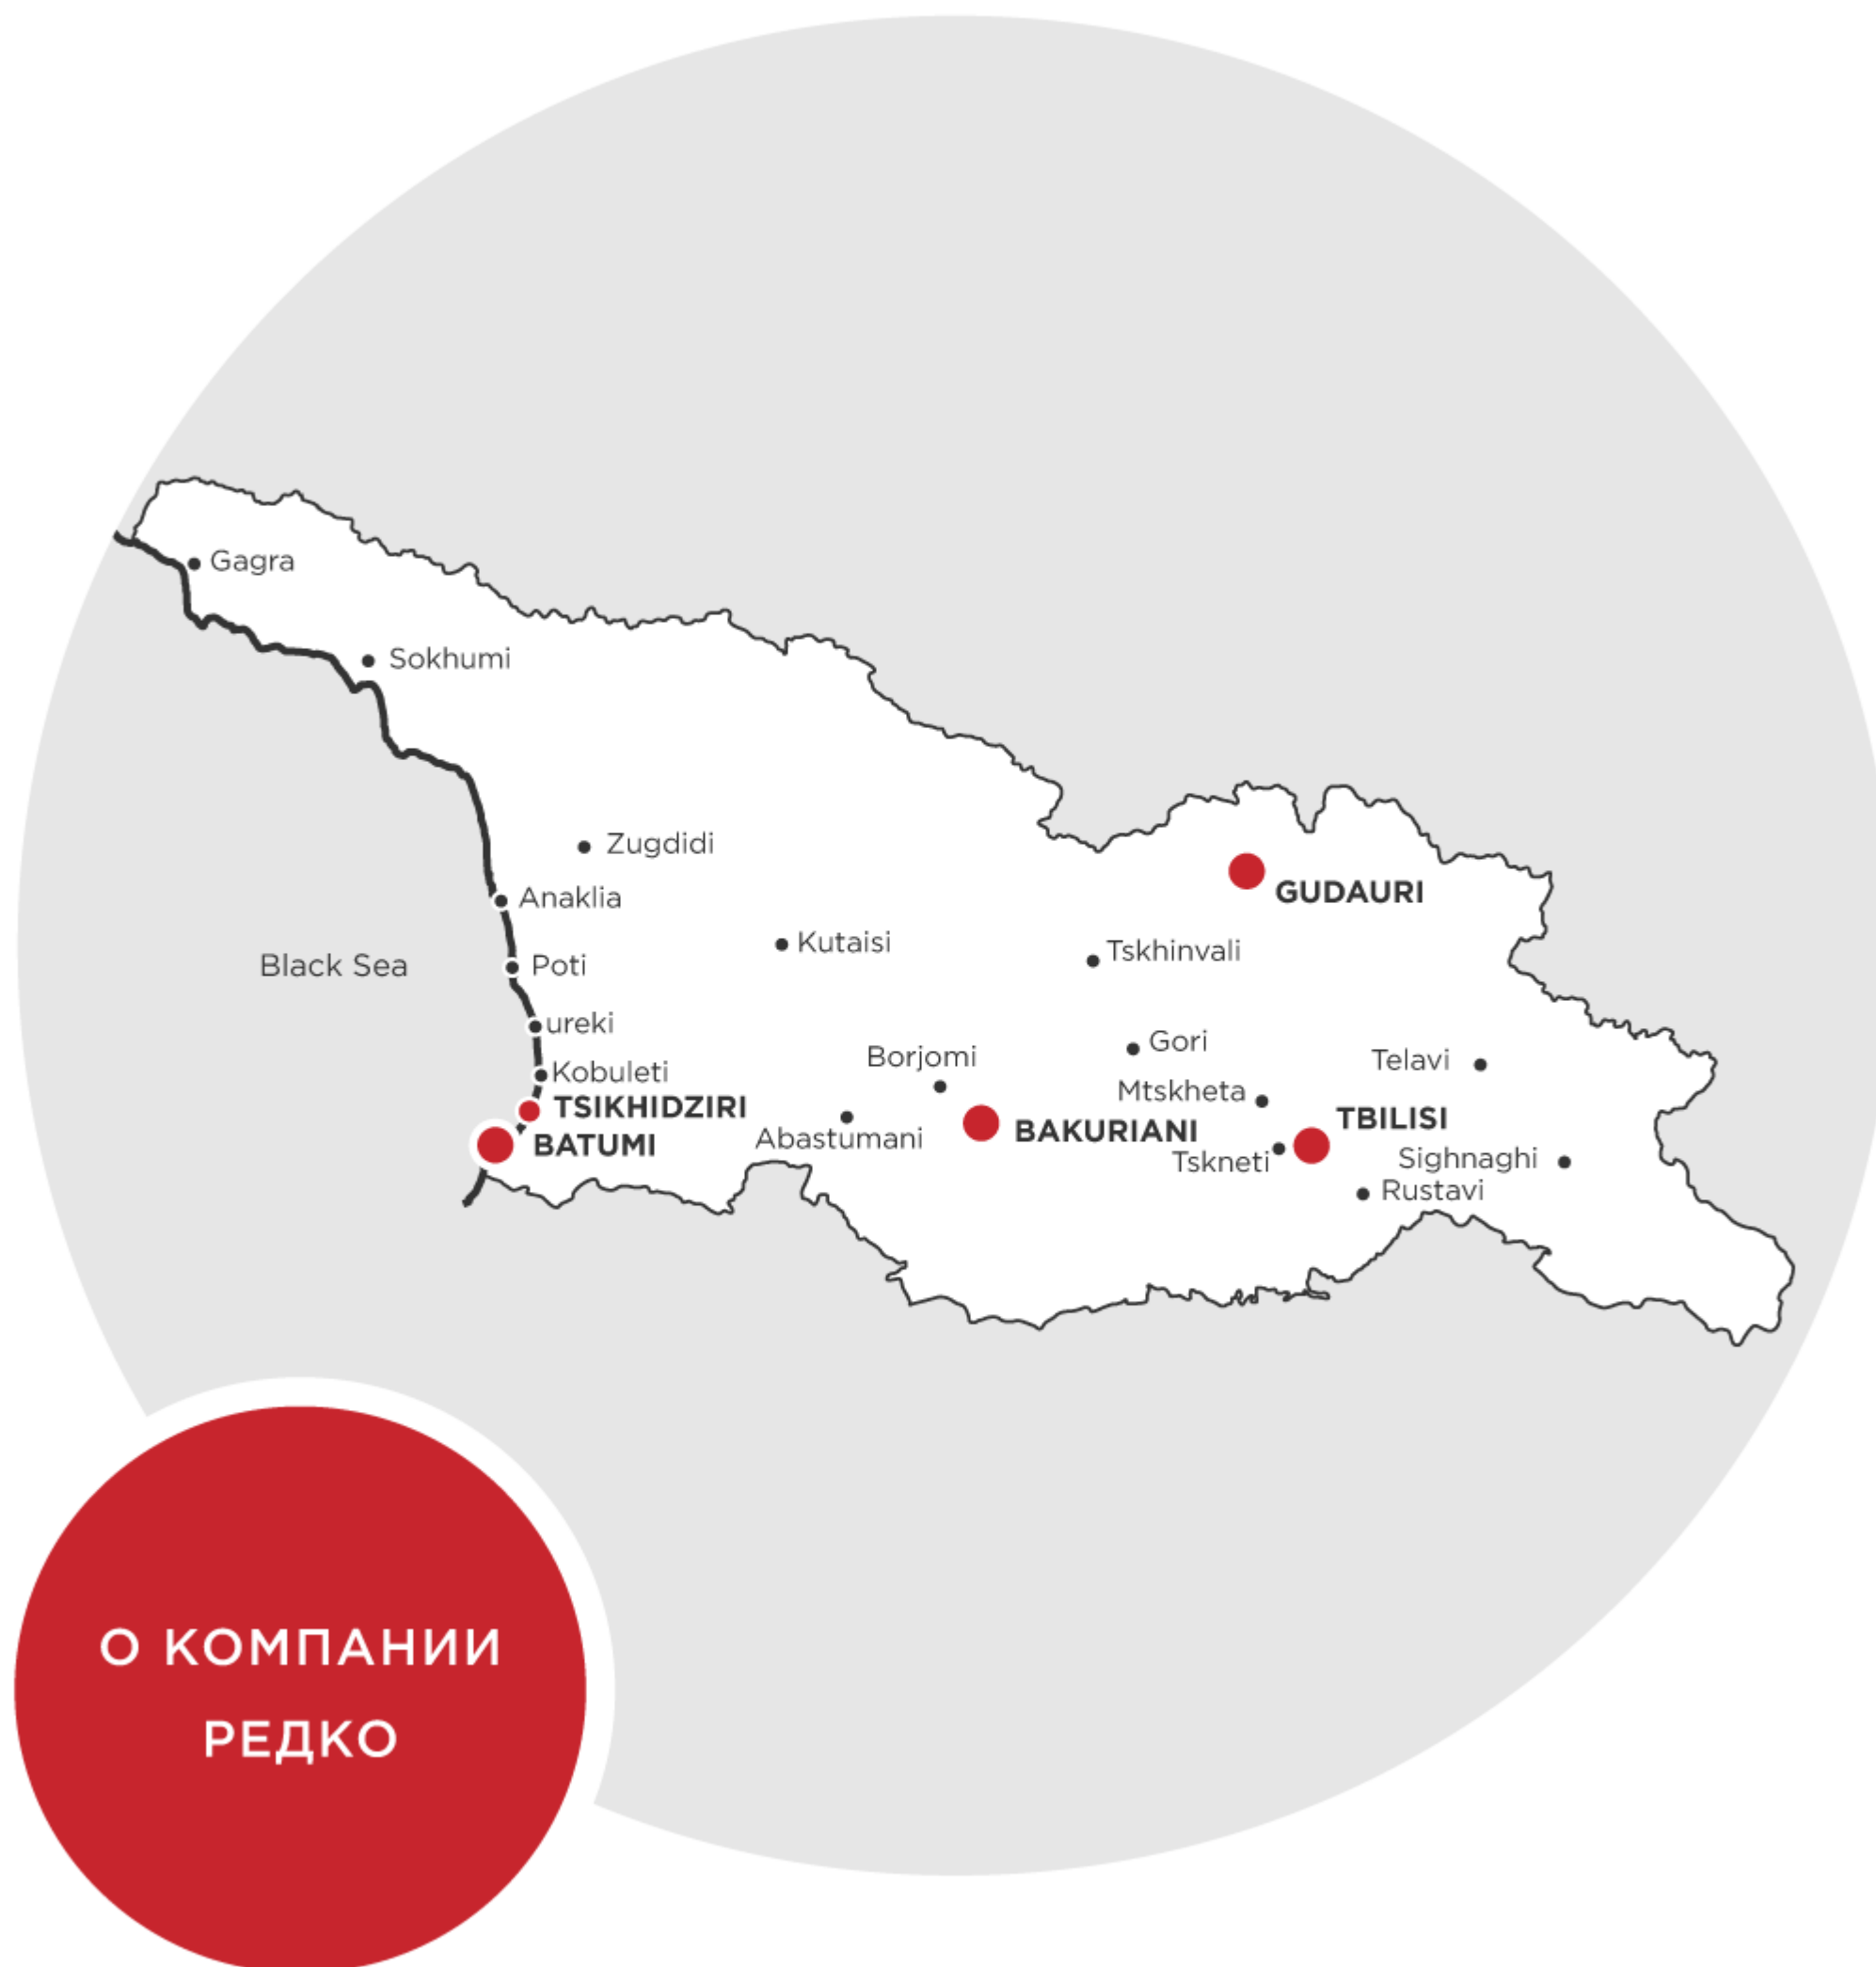 Gagra
Sokhumi
Zugdidi
GUDAURI
Anaklia
Kutaisi
Tskhinvali
Black Sea
Poti
ureki
Gori
Borjomi
Telavi
Kobuleti
Mtskheta
TSIKHIDZIRI
TBILISI
BAKURIANI
Abastumani
BATUMI
Sighnaghi
Tskneti
Rustavi
О КОМПАНИИ
РЕДКО